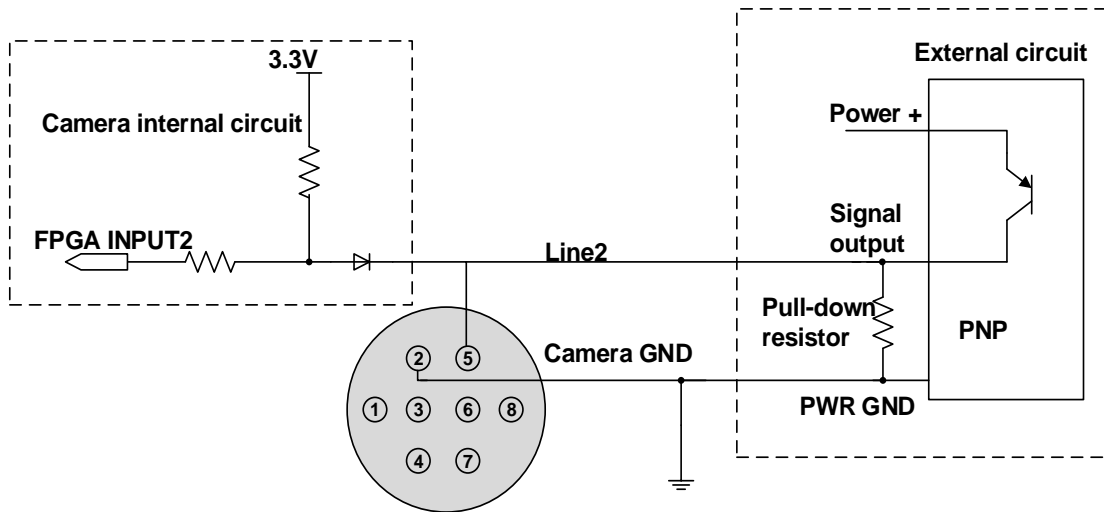 External circuit
3.3V
Camera internal circuit
Power +
Signal
output
FPGA INPUT2
Line2
Pull-down
resistor
PNP
Camera GND
PWR GND
2
5
1
3
6
8
4
7